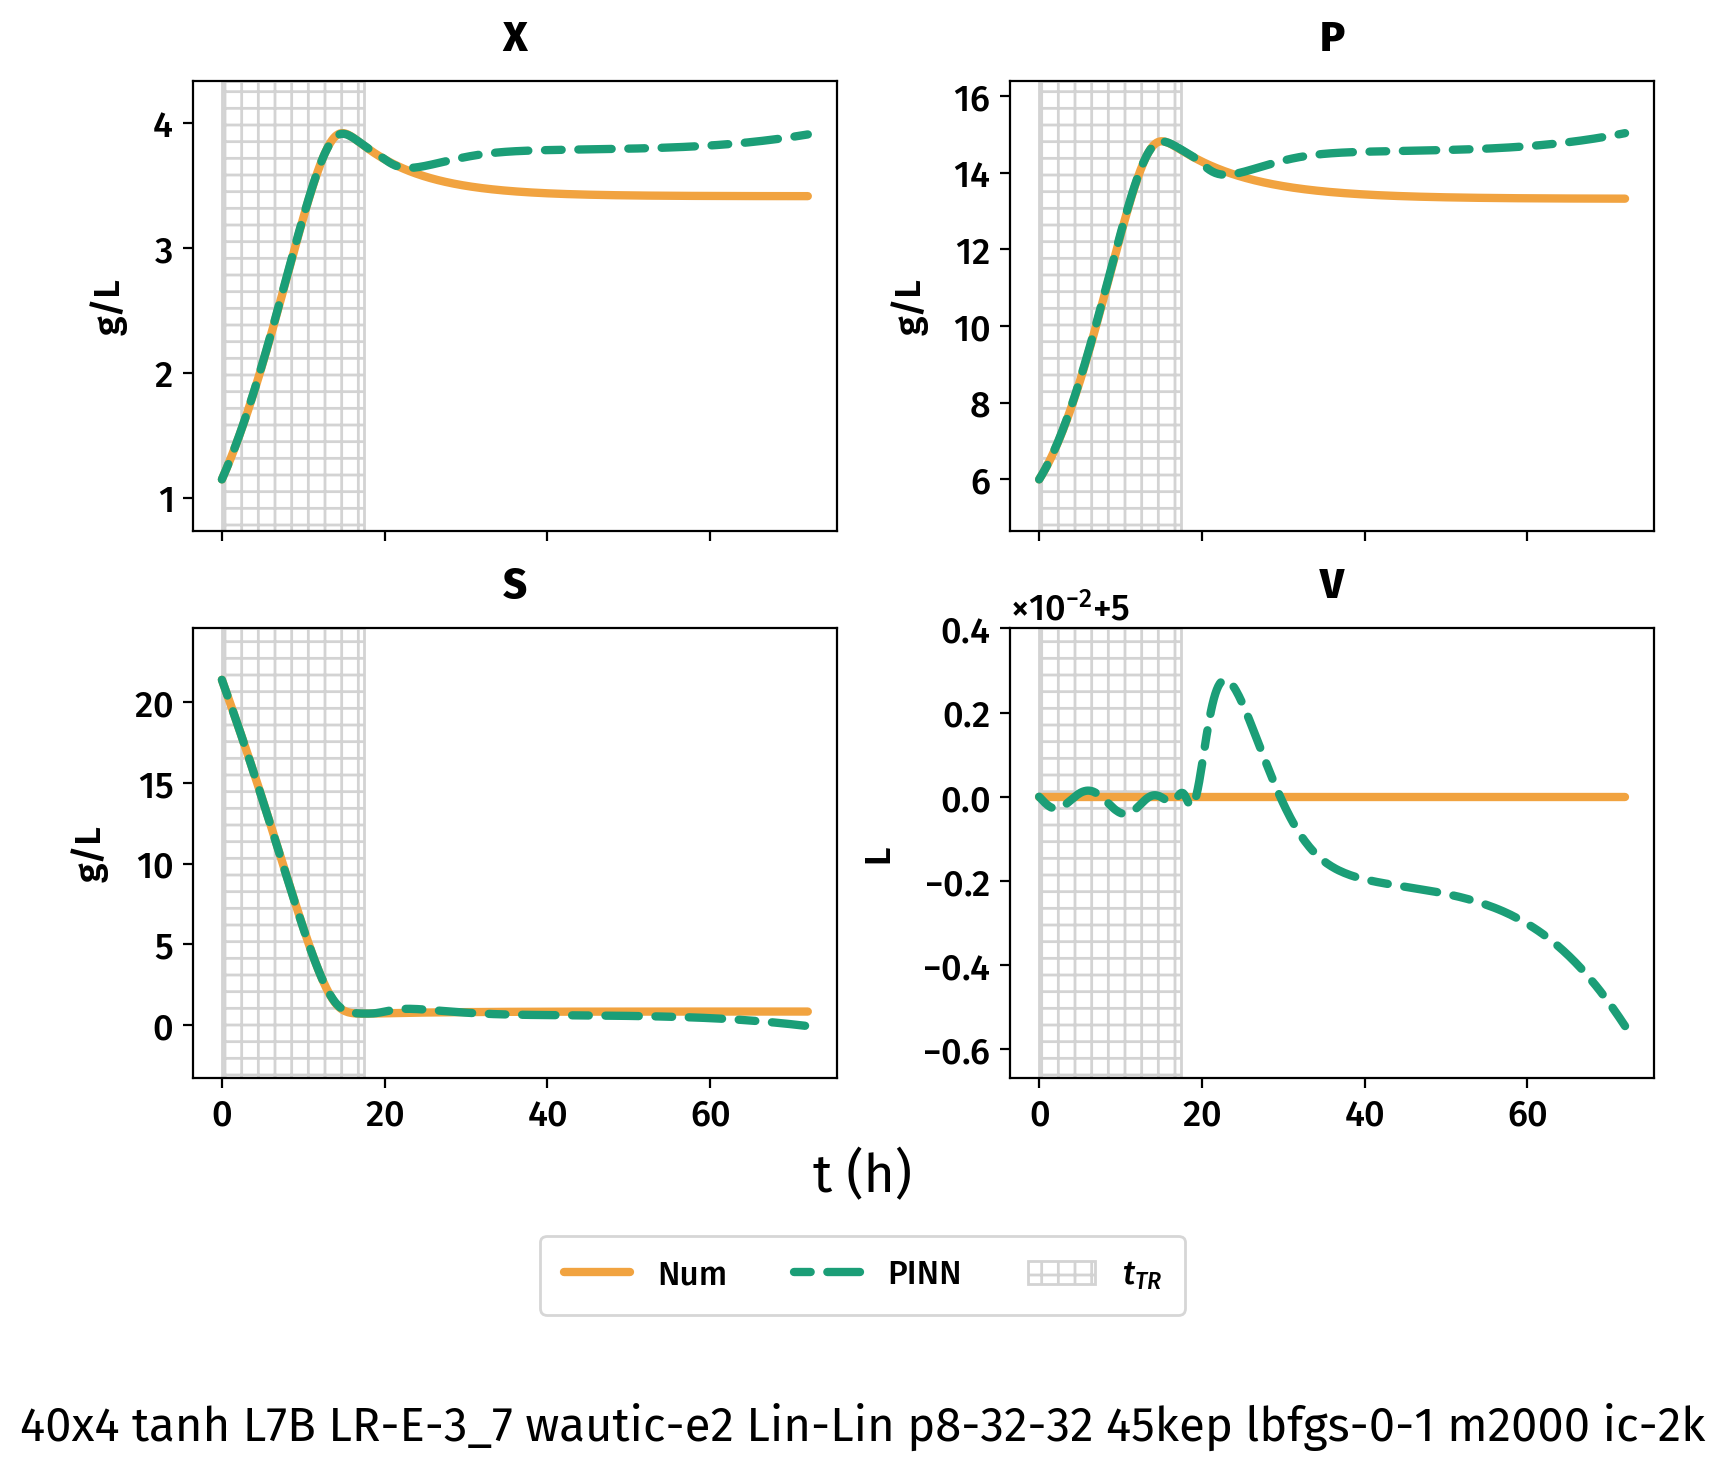 X
4
3
2
1
g/L
P
16
14
12
10
8
6
g/L
S
20
15
10
5
0
g/L
0
20
40
60
V
×10⁻²+5
0.4
0.2
0.0
−0.2
−0.4
−0.6
L
0
20
40
60
t (h)
Num PINN t_TR
40x4 tanh L7B LR-E-3_7 wautic-e2 Lin-Lin p8-32-32 45kep lbfgs-0-1 m2000 ic-2k